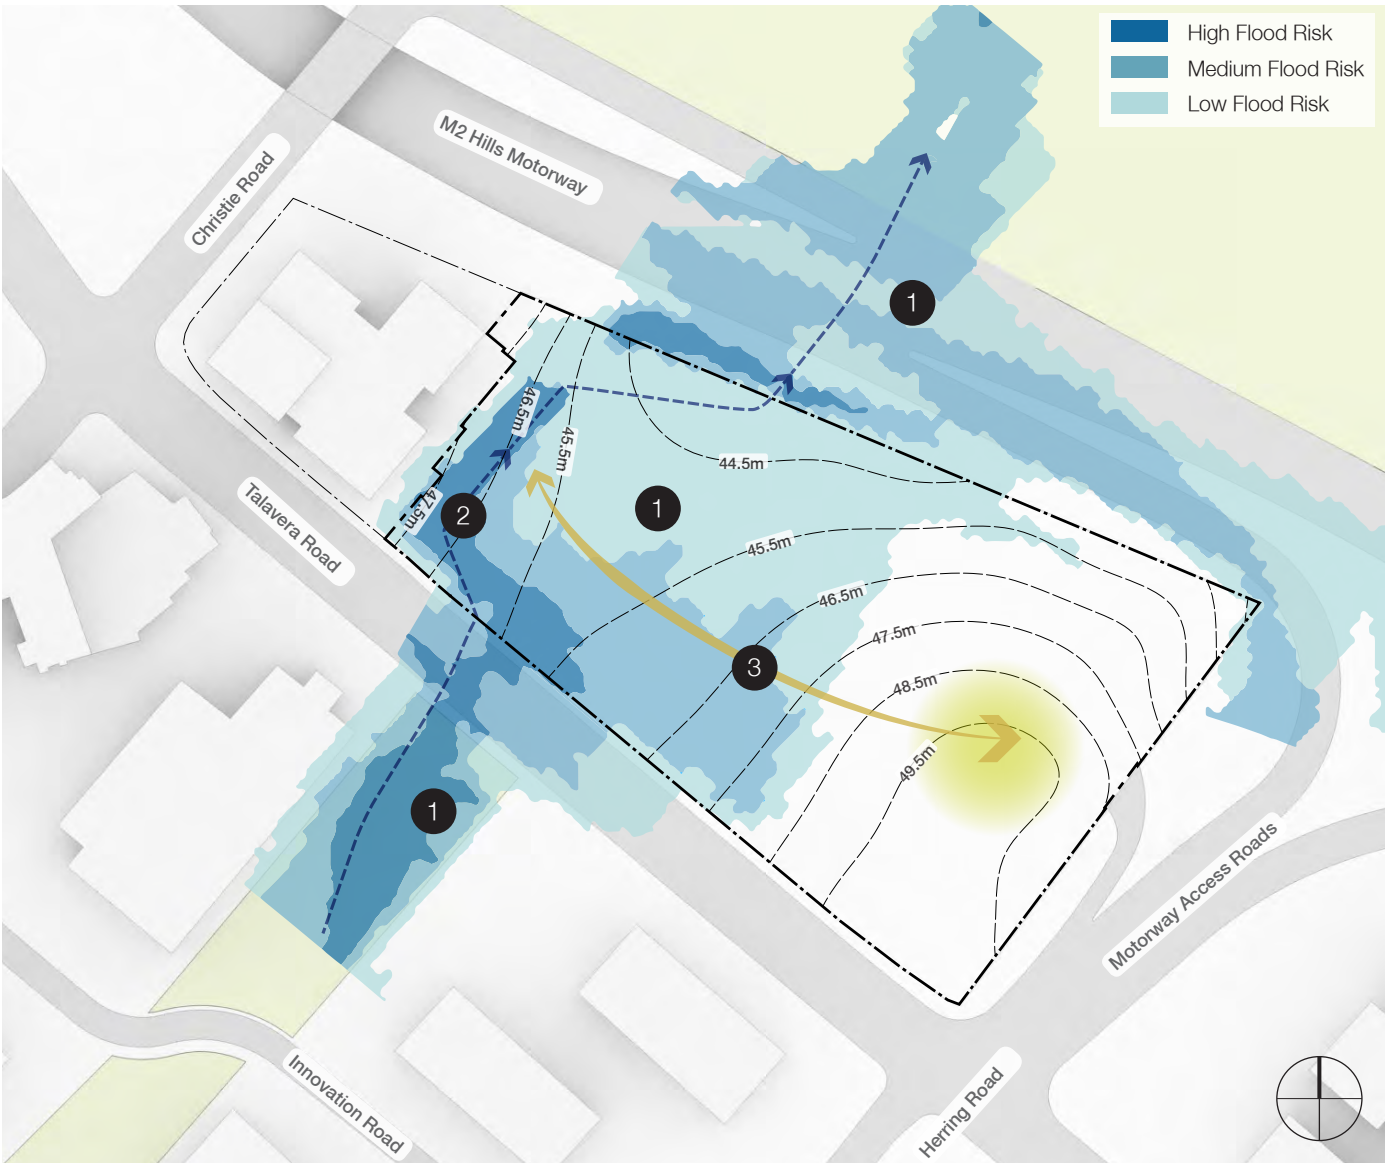 High Flood Risk
Medium Flood Risk
Low Flood Risk
M2 Hills Motorway
Christie Road
1
46.5m
45.5m
44.5m
47.5m
2
1
45.5m
46.5m
47.5m
Talavera Road
3
48.5m
49.5m
1
Motorway Access Roads
Innovation Road
Herring Road